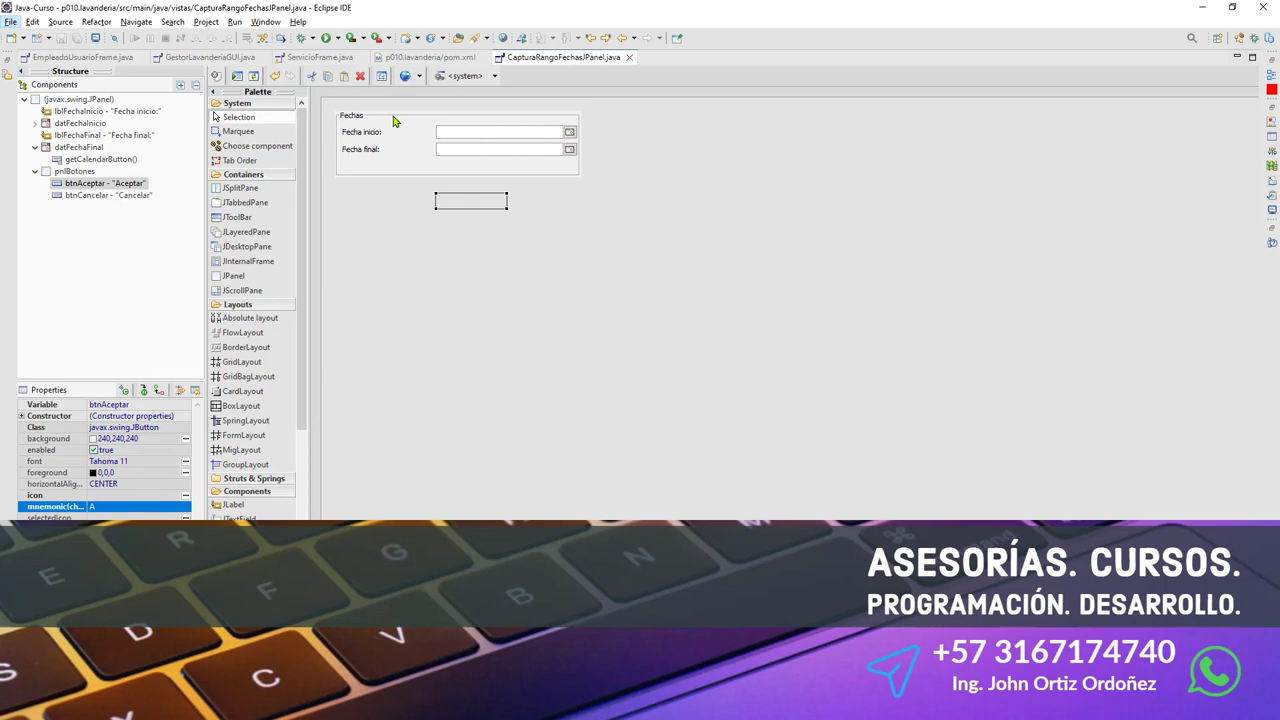 Java-Curso - p010.lavanderia/src/main/java/vistas/CapturaRangoFechasJPanel.java - Eclipse IDE
File Edit Source Refactor Navigate Search Project Run Window Help
EmpleadoUsuarioFrame.java GestorLavenderiaGUI.java ServicioFrame.java p010.lavanderia/pom.xml CapturaRangoFechasJPanel.java
Structure
<system>
Components
Palette
System
(javax.swing.JPanel)
lblFechaInicio - "Fecha inicio:"
datFechaInicio
lblFechaFinal - "Fecha final:"
datFechaFinal
getCalendarButton()
pnlBotones
btnAceptar - "Aceptar"
btnCancelar - "Cancelar"
Selection
Marquee
Choose component
Tab Order
Containers
JSplitPane
JTabbedPane
JToolBar
JLayeredPane
JDesktopPane
JInternalFrame
JPanel
JScrollPane
Layouts
Absolute layout
FlowLayout
BorderLayout
GridLayout
GridBagLayout
CardLayout
BoxLayout
SpringLayout
FormLayout
MigLayout
GroupLayout
Struts & Springs
Components
JLabel
JTextField
Fechas
Fecha inicio:
Fecha final:
Properties
Variable btnAceptar
Constructor (Constructor properties)
Class javax.swing.JButton
background 240,240,240
enabled true
font Tahoma 11
foreground 0,0,0
horizontalAlig... CENTER
icon
mnemonic(ch... A
selectedIcon
ASESORÍAS. CURSOS.
PROGRAMACIÓN. DESARROLLO.
+57 3167174740
Ing. John Ortiz Ordoñez
E R F G V C B N D